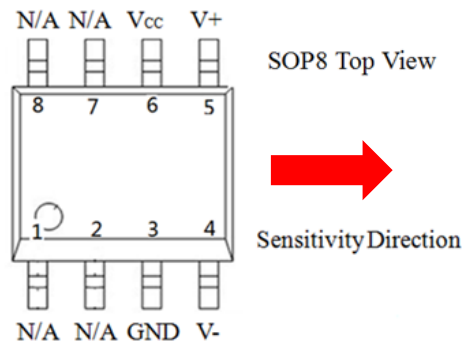 N/A N/A Vcc V+
SOP8 Top View
8 7 6 5
1 2 3 4
Sensitivity Direction
N/A N/A GND V-